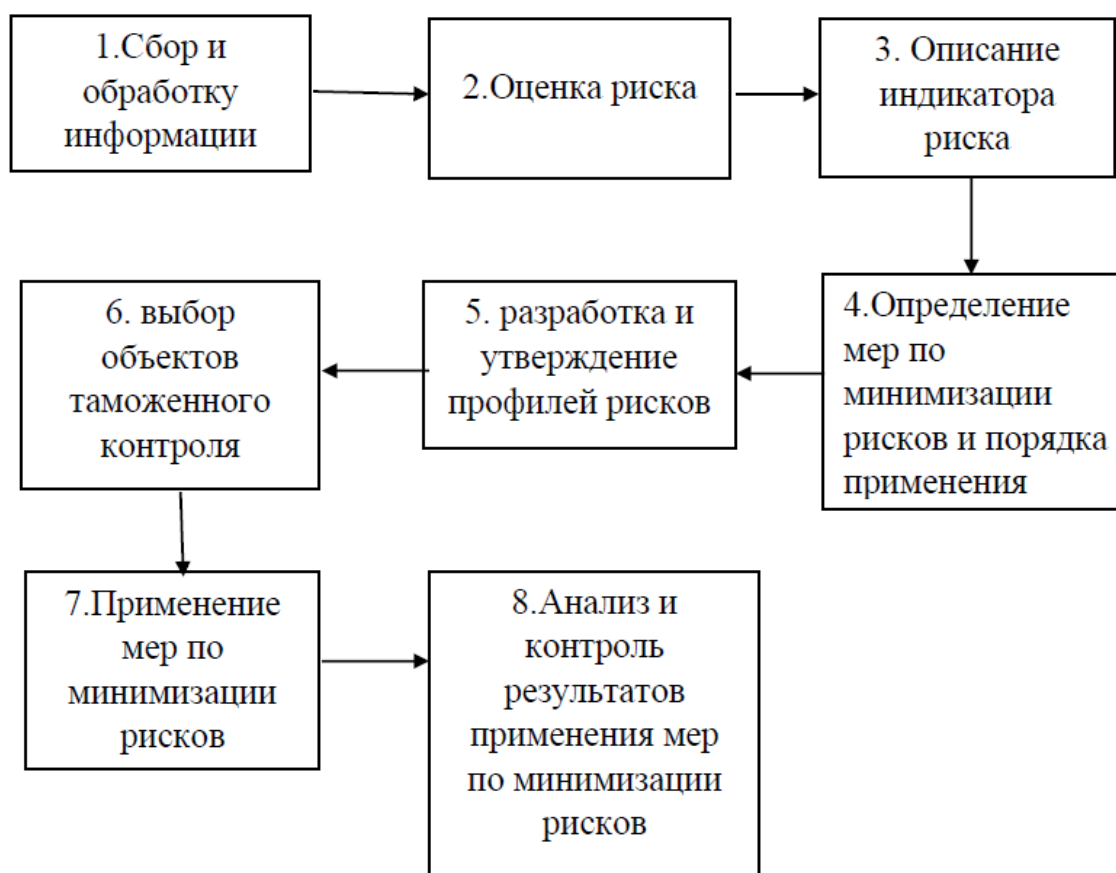 1.Сбор и
обработку
информации
2.Оценка риска
3. Описание
индикатора
риска
4.Определение
мер по
минимизации
рисков и порядка
применения
5. разработка и
утверждение
профилей рисков
6. выбор
объектов
таможенного
контроля
7.Применение
мер по
минимизации
рисков
8.Анализ и
контроль
результатов
применения мер
по минимизации
рисков